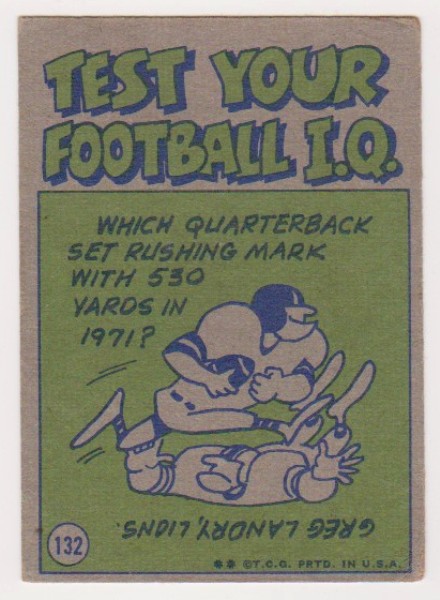 TEST YOUR
FOOTBALL I.Q.
WHICH QUARTERBACK
SET RUSHING MARK
WITH 530
YARDS IN
1971?
GREG LANDRY, LIONS.
132
** ©T.C.G. PRTD. IN U.S.A.